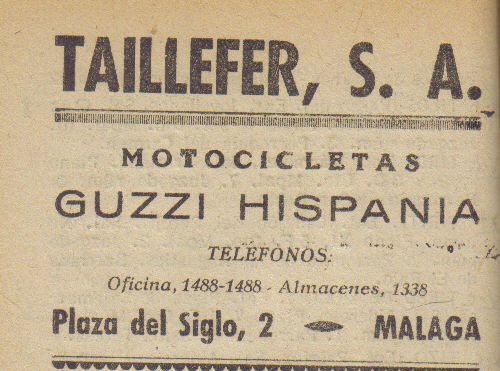 TAILLEFER, S. A.
MOTOCICLETAS
GUZZI HISPANIA
TELÉFONOS:
Oficina, 1488-1488 - Almacenes, 1338
Plaza del Siglo, 2 MALAGA